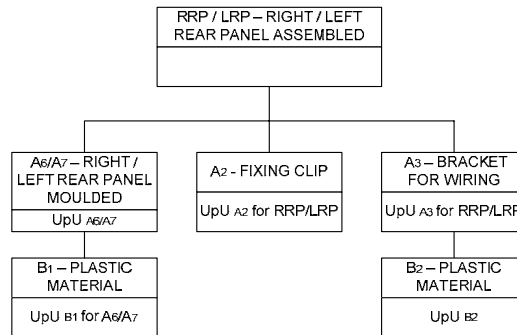 RRP / LRP – RIGHT / LEFT
REAR PANEL ASSEMBLED
A6/A7 – RIGHT /
LEFT REAR PANEL
MOULDED
UpU A6/A7
A2 - FIXING CLIP
UpU A2 for RRP/LRP
A3 – BRACKET
FOR WIRING
UpU A3 for RRP/LRP
B1 – PLASTIC
MATERIAL
UpU B1 for A6/A7
B2 – PLASTIC
MATERIAL
UpU B2